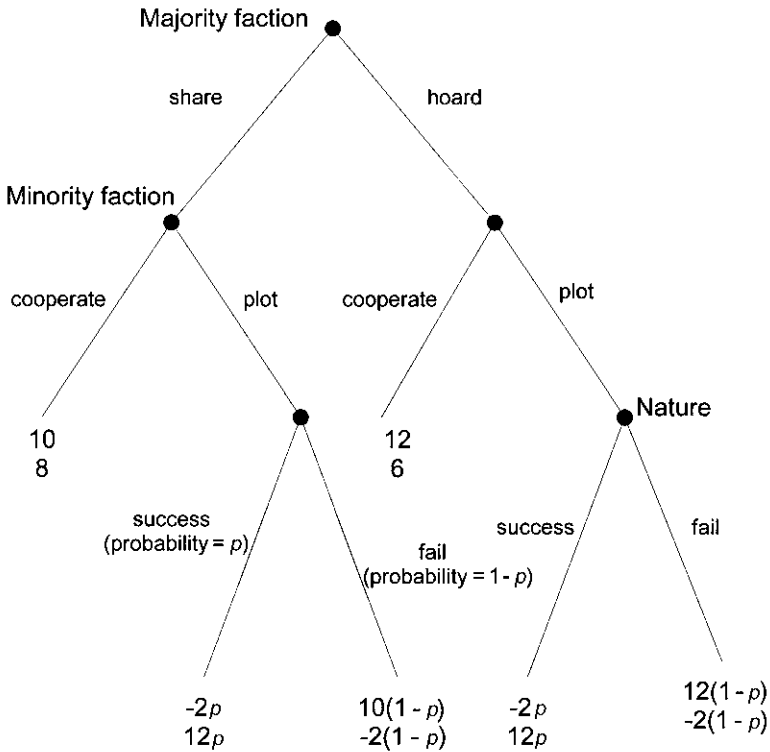 Majority faction
share
hoard
Minority faction
cooperate
plot
cooperate
plot
10
8
12
6
Nature
success
(probability = p)
fail
(probability = 1 - p)
success
fail
-2p
12p
10(1 - p)
-2(1 - p)
-2p
12p
12(1 - p)
-2(1 - p)